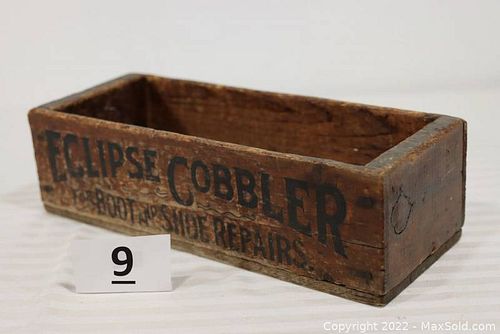 ECLIPSE COBBLER
FOR BOOT AND SHOE REPAIRS.
9
Copyright 2022 - MaxSold.com